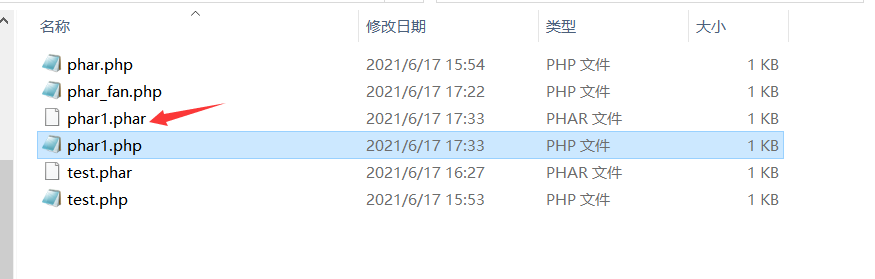 名称 修改日期 类型 大小
phar.php 2021/6/17 15:54 PHP 文件 1 KB
phar_fan.php 2021/6/17 17:22 PHP 文件 1 KB
phar1.phar 2021/6/17 17:33 PHAR 文件 1 KB
phar1.php 2021/6/17 17:33 PHP 文件 1 KB
test.phar 2021/6/17 16:27 PHAR 文件 1 KB
test.php 2021/6/17 15:53 PHP 文件 1 KB